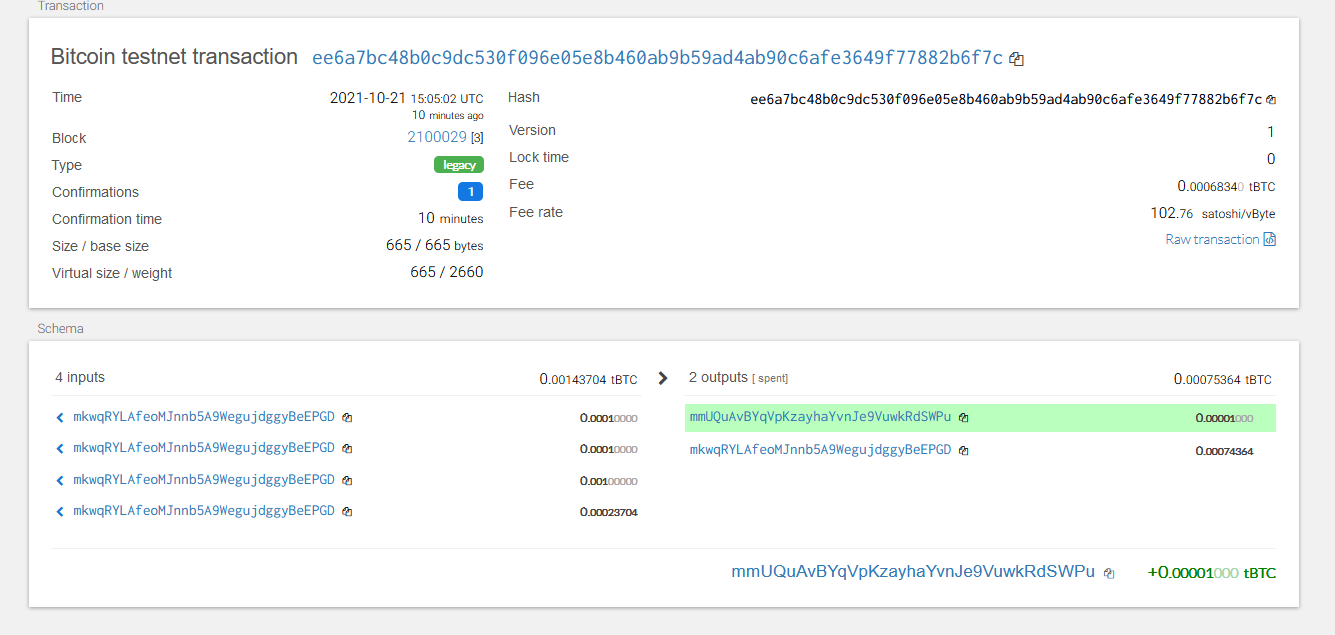 Transaction
Bitcoin testnet transaction ee6a7bc48b0c9dc530f096e05e8b460ab9b59ad4ab90c6afe3649f77882b6f7c
Time 2021-10-21 15:05:02 UTC
10 minutes ago
Block 2100029 [3]
Type legacy
Confirmations 1
Confirmation time 10 minutes
Size / base size 665 / 665 bytes
Virtual size / weight 665 / 2660
Hash ee6a7bc48b0c9dc530f096e05e8b460ab9b59ad4ab90c6afe3649f77882b6f7c
Version 1
Lock time 0
Fee 0.00068340 tBTC
Fee rate 102.76 satoshi/vByte
Raw transaction
Schema
4 inputs 0.00143704 tBTC
mkwqRYLAfeoMJnnb5A9WegujdggyBeEPGD 0.00010000
mkwqRYLAfeoMJnnb5A9WegujdggyBeEPGD 0.00010000
mkwqRYLAfeoMJnnb5A9WegujdggyBeEPGD 0.00100000
mkwqRYLAfeoMJnnb5A9WegujdggyBeEPGD 0.00023704
2 outputs [ spent] 0.00075364 tBTC
mmUQuAvBYqVpKzayhaYvnJe9VuwkRdSWPu 0.00001000
mkwqRYLAfeoMJnnb5A9WegujdggyBeEPGD 0.00074364
mmUQuAvBYqVpKzayhaYvnJe9VuwkRdSWPu +0.00001000 tBTC